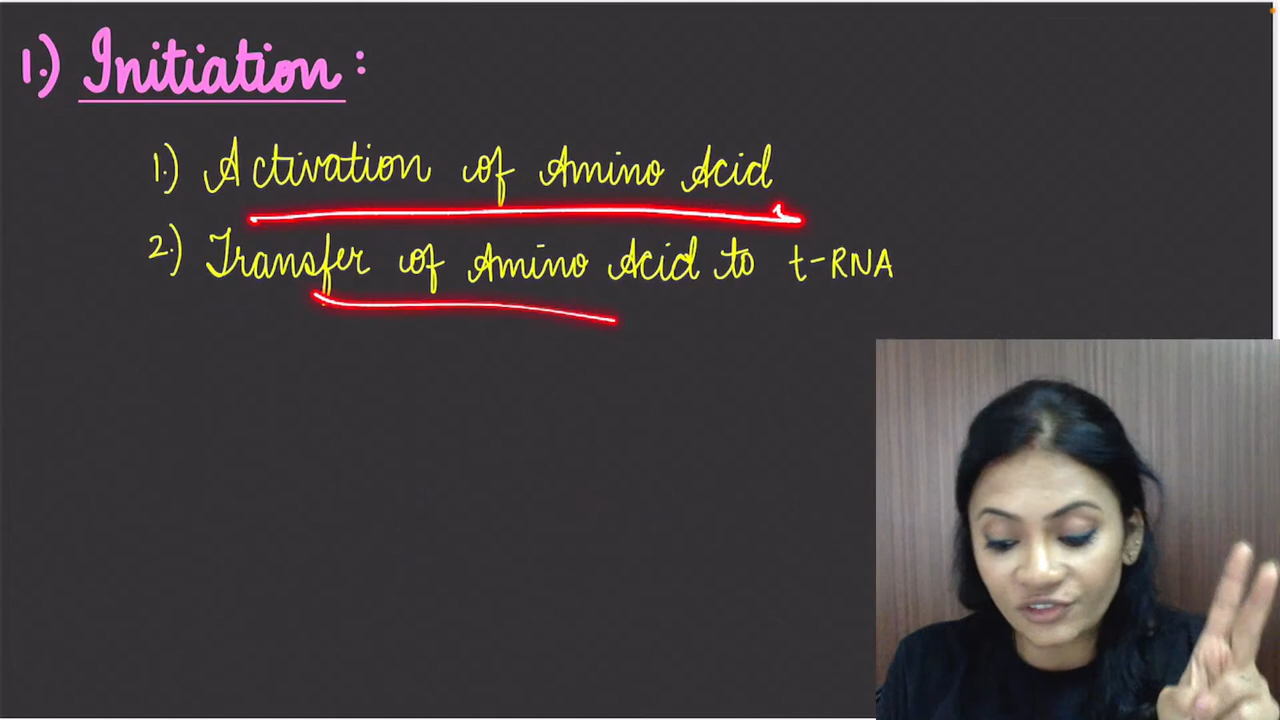 1.) Initiation :
1.) Activation of Amino Acid
2.) Transfer of Amino Acid to t-RNA